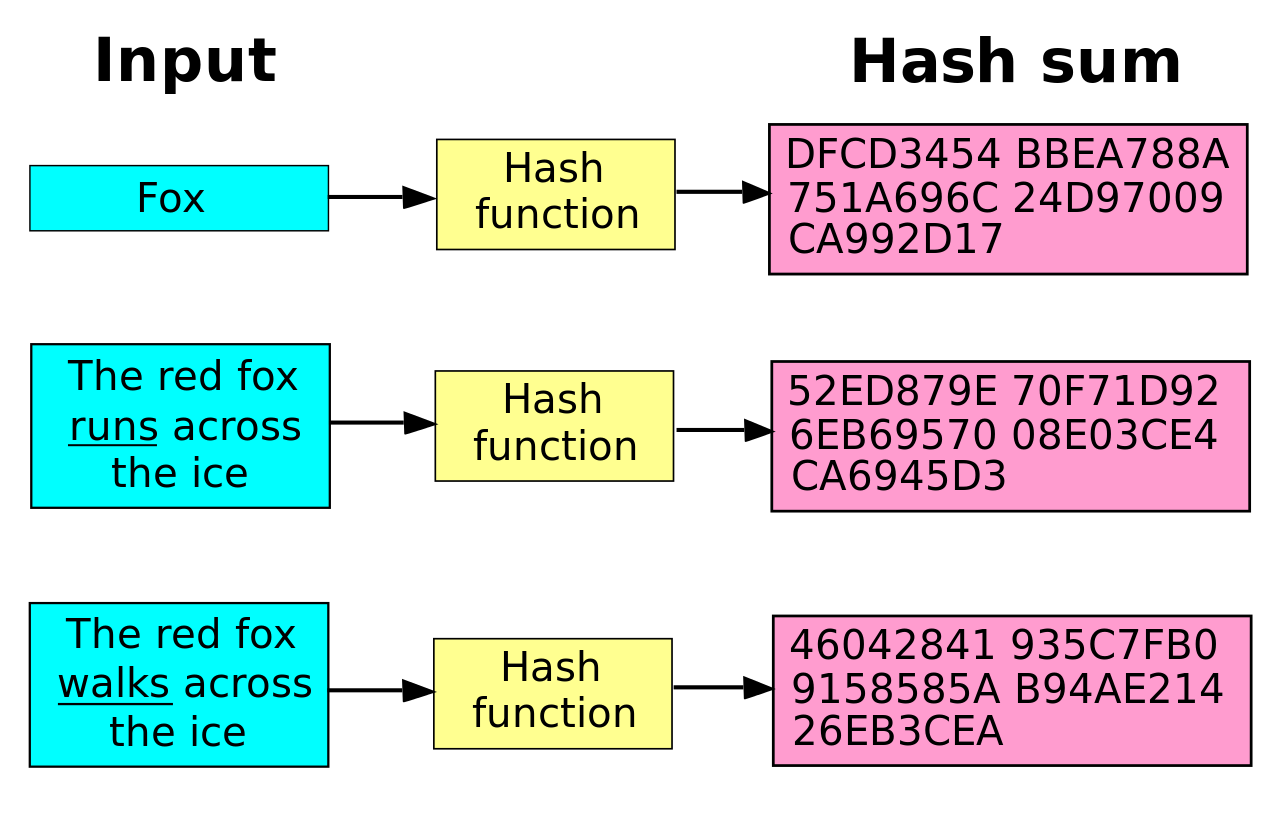 Input
Hash sum
Fox
Hash
function
DFCD3454 BBEA788A
751A696C 24D97009
CA992D17
The red fox
runs across
the ice
Hash
function
52ED879E 70F71D92
6EB69570 08E03CE4
CA6945D3
The red fox
walks across
the ice
Hash
function
46042841 935C7FB0
9158585A B94AE214
26EB3CEA